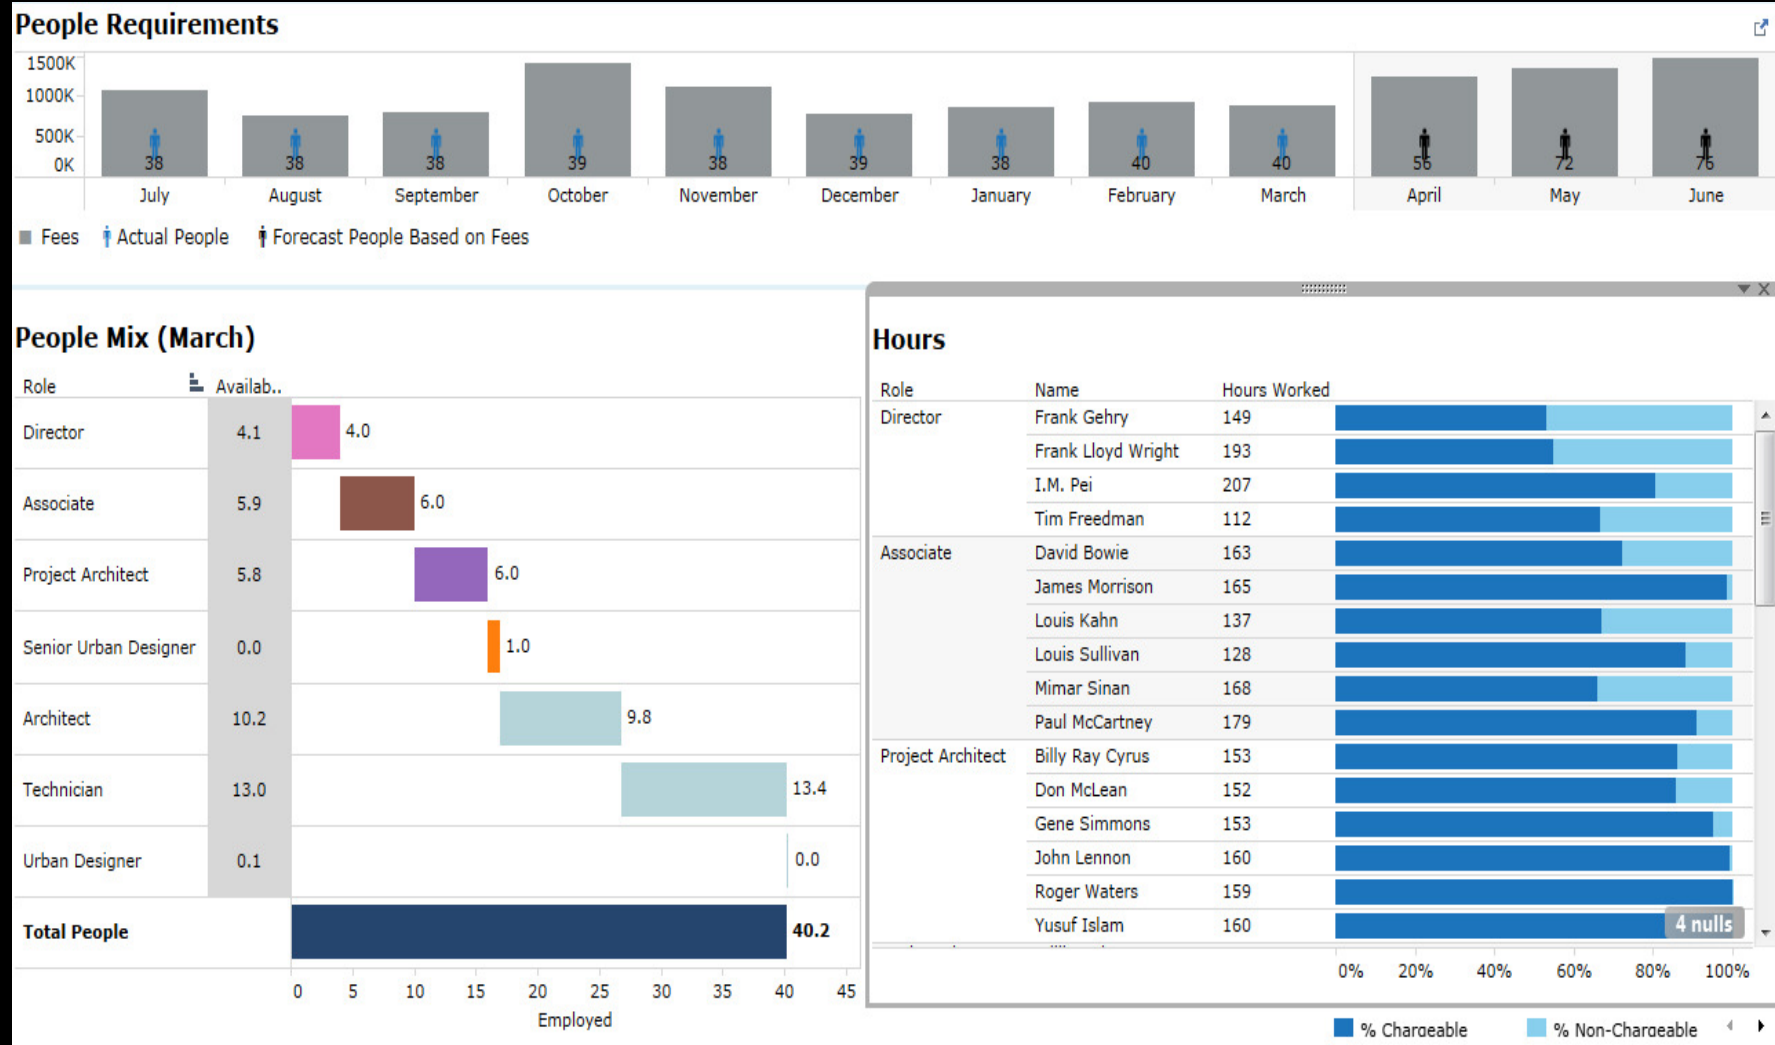 People Requirements
1500K
1000K
500K
0K
38 38 38 39 38 39 38 40 40 56 72 76
July August September October November December January February March April May June
Fees Actual People Forecast People Based on Fees
People Mix (March)
Role Availab..
Director 4.1 4.0
Associate 5.9 6.0
Project Architect 5.8 6.0
Senior Urban Designer 0.0 1.0
Architect 10.2 9.8
Technician 13.0 13.4
Urban Designer 0.1 0.0
Total People 40.2
0 5 10 15 20 25 30 35 40 45
Employed
Hours
Role Name Hours Worked
Director Frank Gehry 149
Frank Lloyd Wright 193
I.M. Pei 207
Tim Freedman 112
Associate David Bowie 163
James Morrison 165
Louis Kahn 137
Louis Sullivan 128
Mimar Sinan 168
Paul McCartney 179
Project Architect Billy Ray Cyrus 153
Don McLean 152
Gene Simmons 153
John Lennon 160
Roger Waters 159
Yusuf Islam 160
4 nulls
0% 20% 40% 60% 80% 100%
% Chargeable % Non-Chargeable